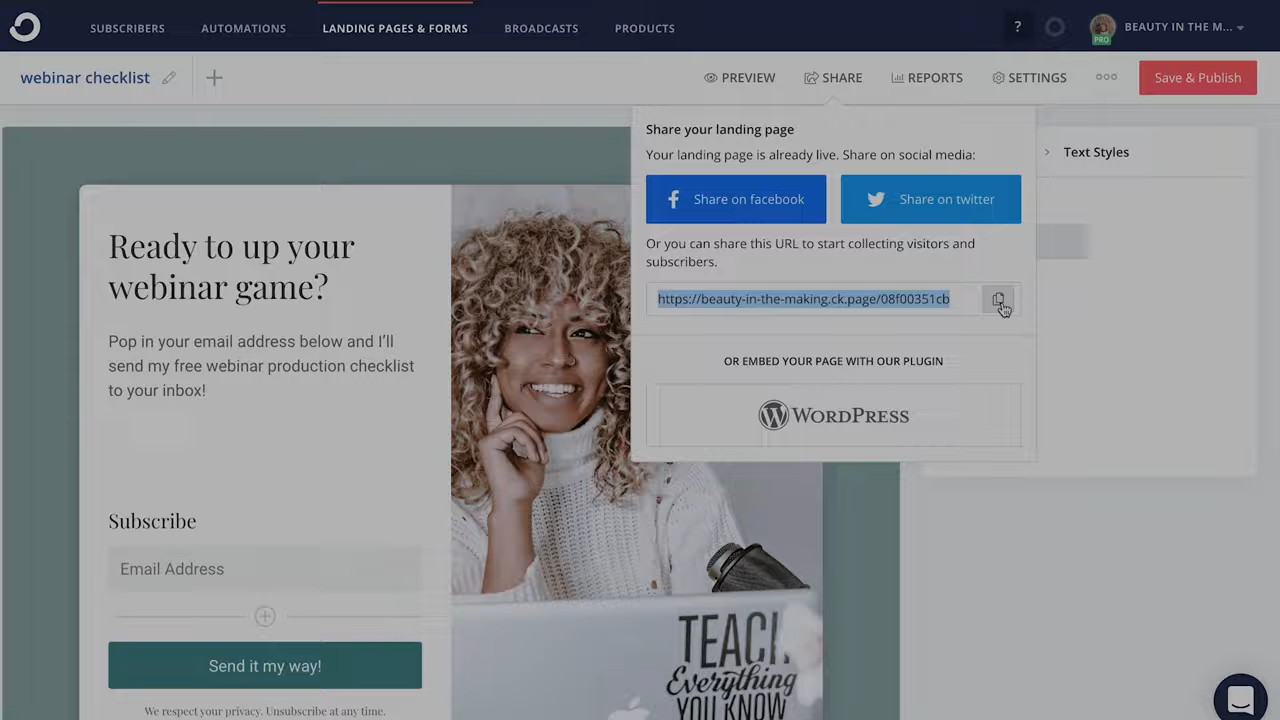 SUBSCRIBERS AUTOMATIONS LANDING PAGES & FORMS BROADCASTS PRODUCTS ? PRO BEAUTY IN THE M...
webinar checklist PREVIEW SHARE REPORTS SETTINGS Save & Publish
Share your landing page
Your landing page is already live. Share on social media:
Share on facebook Share on twitter
Or you can share this URL to start collecting visitors and
subscribers.
https://beauty-in-the-making.ck.page/08f00351cb
OR EMBED YOUR PAGE WITH OUR PLUGIN
WORDPRESS
Text Styles
Ready to up your
webinar game?
Pop in your email address below and I'll
send my free webinar production checklist
to your inbox!
Subscribe
Email Address
Send it my way!
We respect your privacy. Unsubscribe at any time.
TEACH
Everything
YOU KNOW